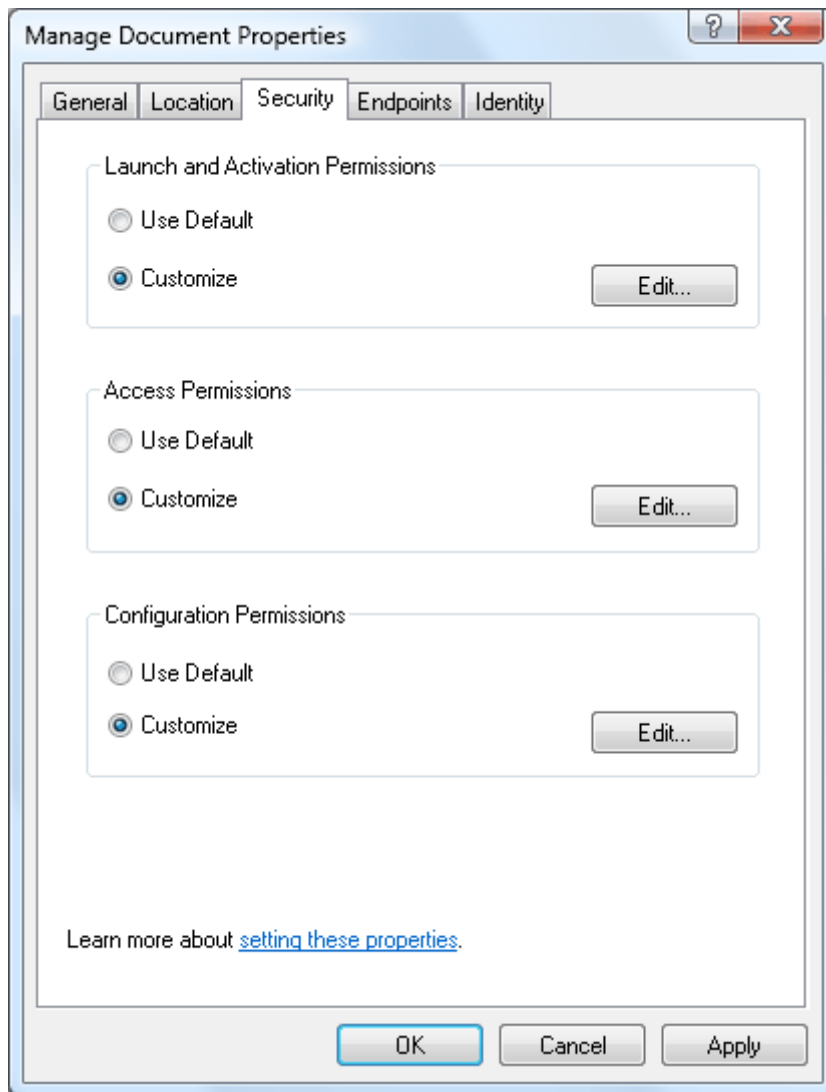 Manage Document Properties
General Location Security Endpoints Identity
Launch and Activation Permissions
Use Default
Customize
Edit...
Access Permissions
Use Default
Customize
Edit...
Configuration Permissions
Use Default
Customize
Edit...
Learn more about setting these properties.
OK Cancel Apply